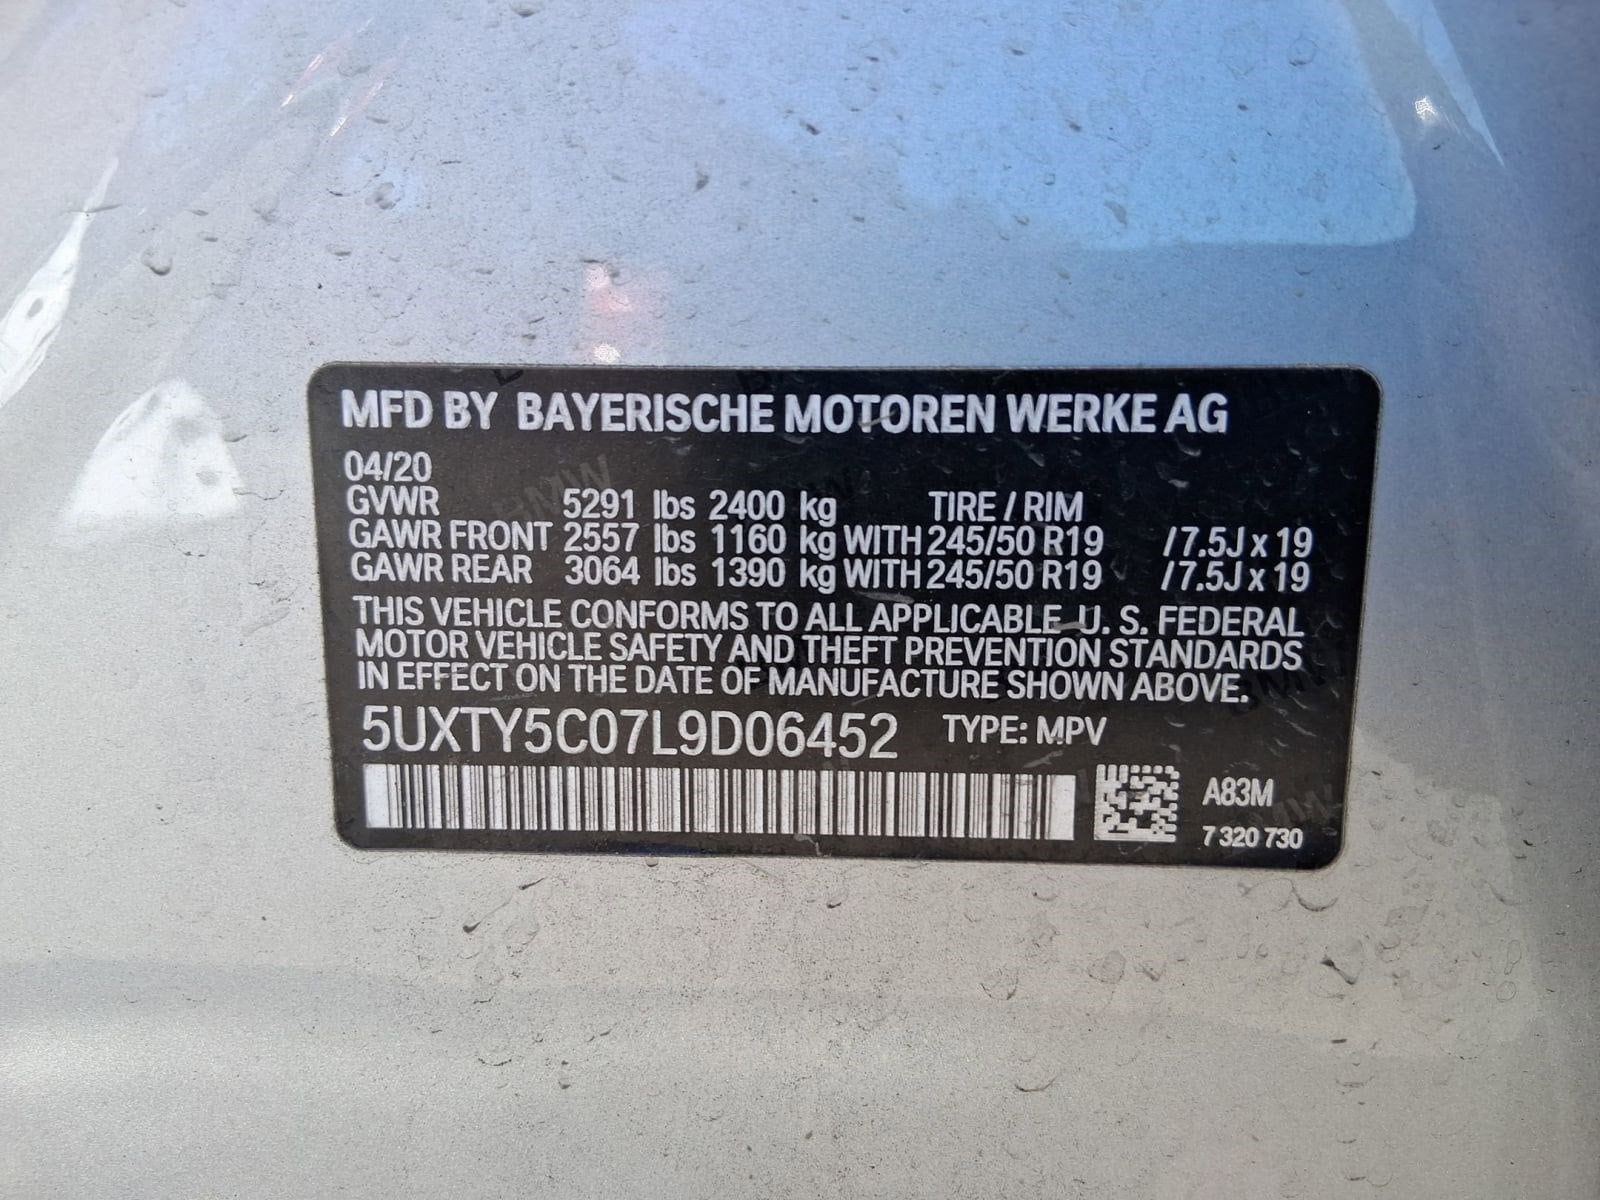 MFD BY BAYERISCHE MOTOREN WERKE AG
04/20
GVWR 5291 lbs 2400 kg TIRE / RIM
GAWR FRONT 2557 lbs 1160 kg WITH 245/50 R19 / 7.5J x 19
GAWR REAR 3064 lbs 1390 kg WITH 245/50 R19 / 7.5J x 19
THIS VEHICLE CONFORMS TO ALL APPLICABLE U. S. FEDERAL
MOTOR VEHICLE SAFETY AND THEFT PREVENTION STANDARDS
IN EFFECT ON THE DATE OF MANUFACTURE SHOWN ABOVE.
5UXTY5C07L9D06452 TYPE: MPV
A83M
7 320 730